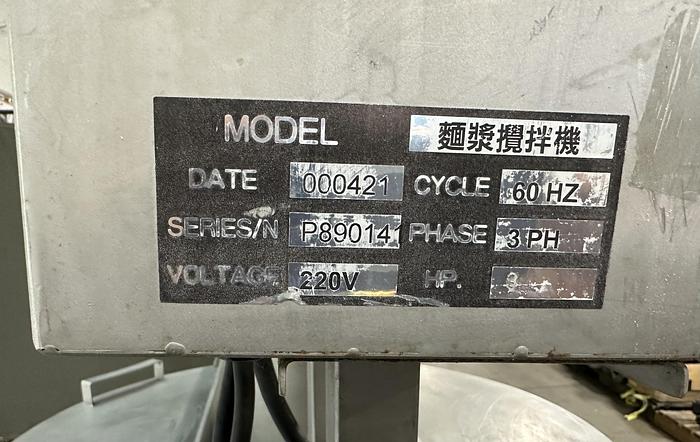 MODEL 麵漿攪拌機
DATE 000421 CYCLE 60 HZ
SERIES/N P890141 PHASE 3 PH
VOLTAGE 220V HP. 3